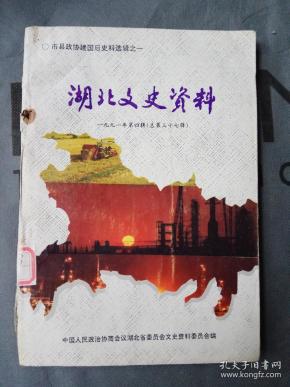 ○市县政协建国后史料选辑之一
湖北文史資料
一九九一年第四辑(总第三十七辑)
中国人民政治协商会议湖北省委员会文史资料委员会编
孔夫子旧书网